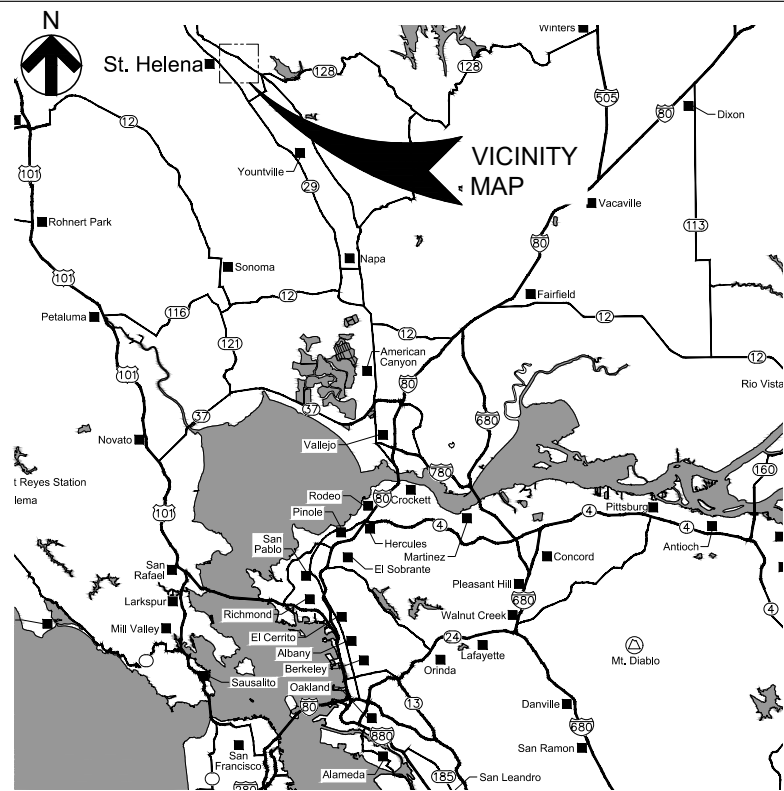 N
Winters
St. Helena
128
128
505
80
Dixon
12
101
Yountville
VICINITY
MAP
29
Vacaville
Rohnert Park
113
80
101
Sonoma
Napa
12
Fairfield
116
Petaluma
12
121
12
12
American
Canyon
101
80
Rio Vista
37
37
680
Novato
Vallejo
780
160
t Reyes Station
lema
Rodeo
80
Crockett
Pittsburg
101
Pinole
4
4
4
San
Pablo
Hercules
Martinez
Antioch
El Sobrante
Concord
San
Rafael
Pleasant Hill
Larkspur
Richmond
680
4
Walnut Creek
Mill Valley
El Cerrito
24
Albany
Lafayette
Berkeley
Orinda
Mt. Diablo
Sausalito
Oakland
80
13
Danville
880
680
San
Francisco
San Ramon
Alameda
185
San Leandro
280